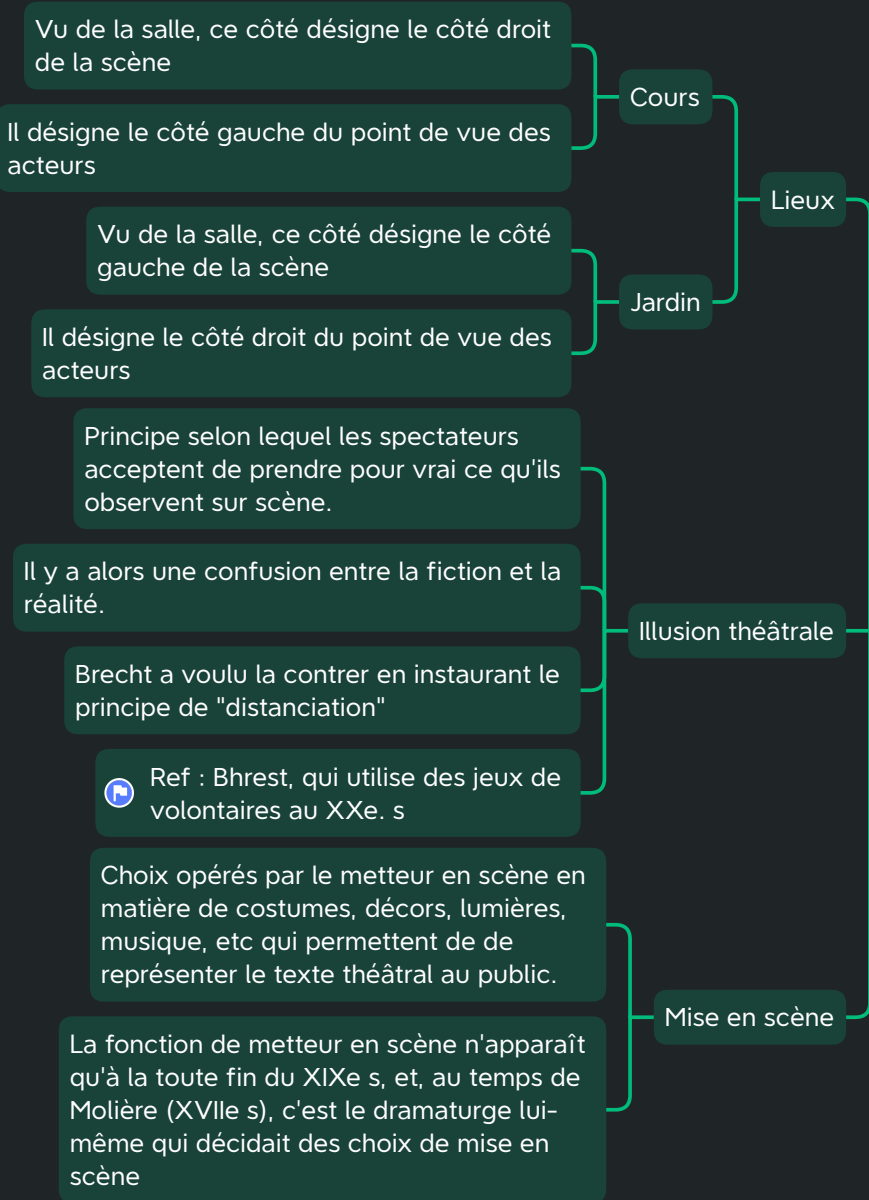 Vu de la salle, ce côté désigne le côté droit
de la scène
Cours
Il désigne le côté gauche du point de vue des
acteurs
Lieux
Vu de la salle, ce côté désigne le côté
gauche de la scène
Jardin
Il désigne le côté droit du point de vue des
acteurs
Principe selon lequel les spectateurs
acceptent de prendre pour vrai ce qu'ils
observent sur scène.
Il y a alors une confusion entre la fiction et la
réalité.
Illusion théâtrale
Brecht a voulu la contrer en instaurant le
principe de "distanciation"
Ref : Bhrest, qui utilise des jeux de
volontaires au XXe. s
Choix opérés par le metteur en scène en
matière de costumes, décors, lumières,
musique, etc qui permettent de de
représenter le texte théâtral au public.
Mise en scène
La fonction de metteur en scène n'apparaît
qu'à la toute fin du XIXe s, et, au temps de
Molière (XVIIe s), c'est le dramaturge lui-
même qui décidait des choix de mise en
scène